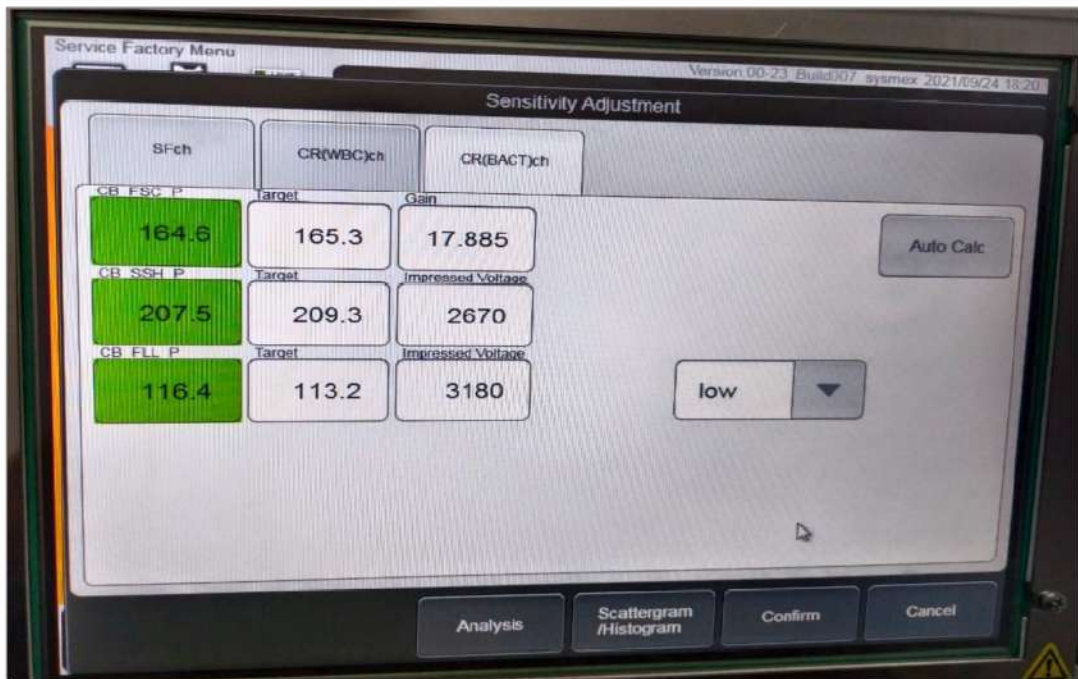 Service Factory Menu
Version:00-23_Build007 sysmex 2021/09/24 18:20
Sensitivity Adjustment
SFch CR(WBC)ch CR(BACT)ch
CB_FSC_P Target Gain
164.6 165.3 17.885 Auto Calc
CB_SSH_P Target Impressed Voltage
207.5 209.3 2670
CB_FLL_P Target Impressed Voltage
116.4 113.2 3180 low
Analysis Scattergram /Histogram Confirm Cancel